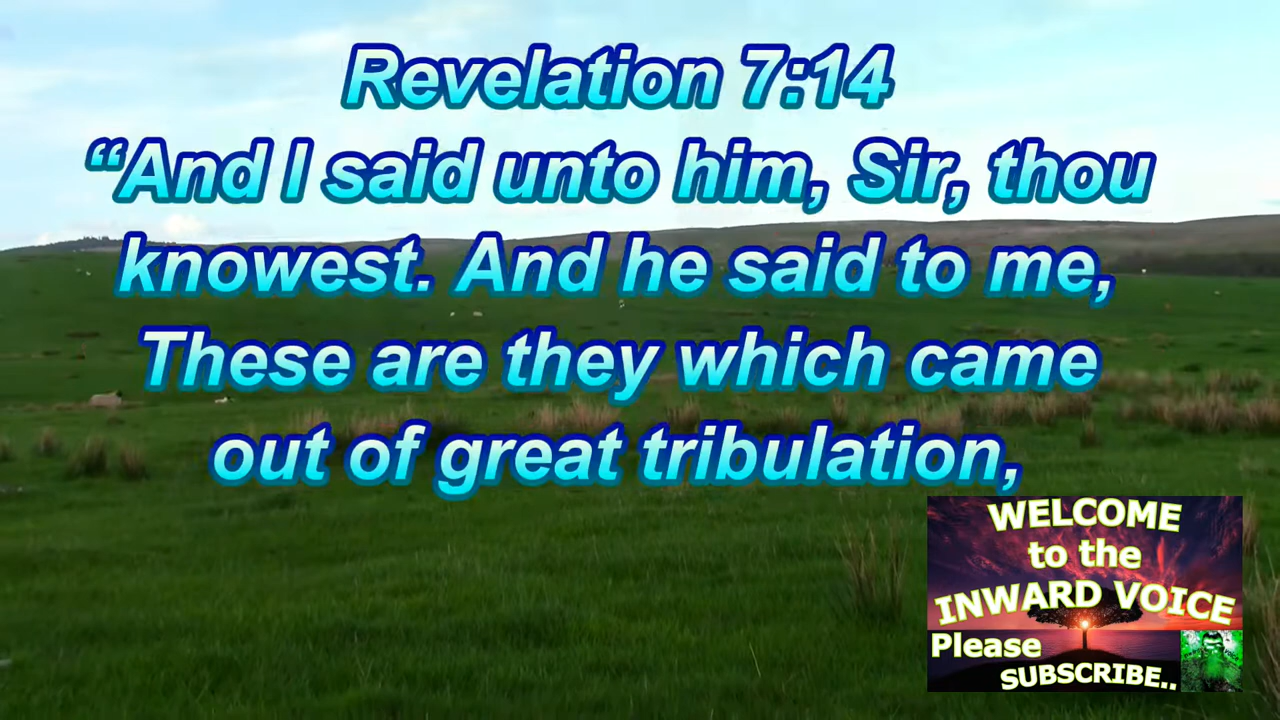 Revelation 7:14
“And I said unto him, Sir, thou
knowest. And he said to me,
These are they which came
out of great tribulation,
WELCOME
to the
INWARD VOICE
Please
SUBSCRIBE..